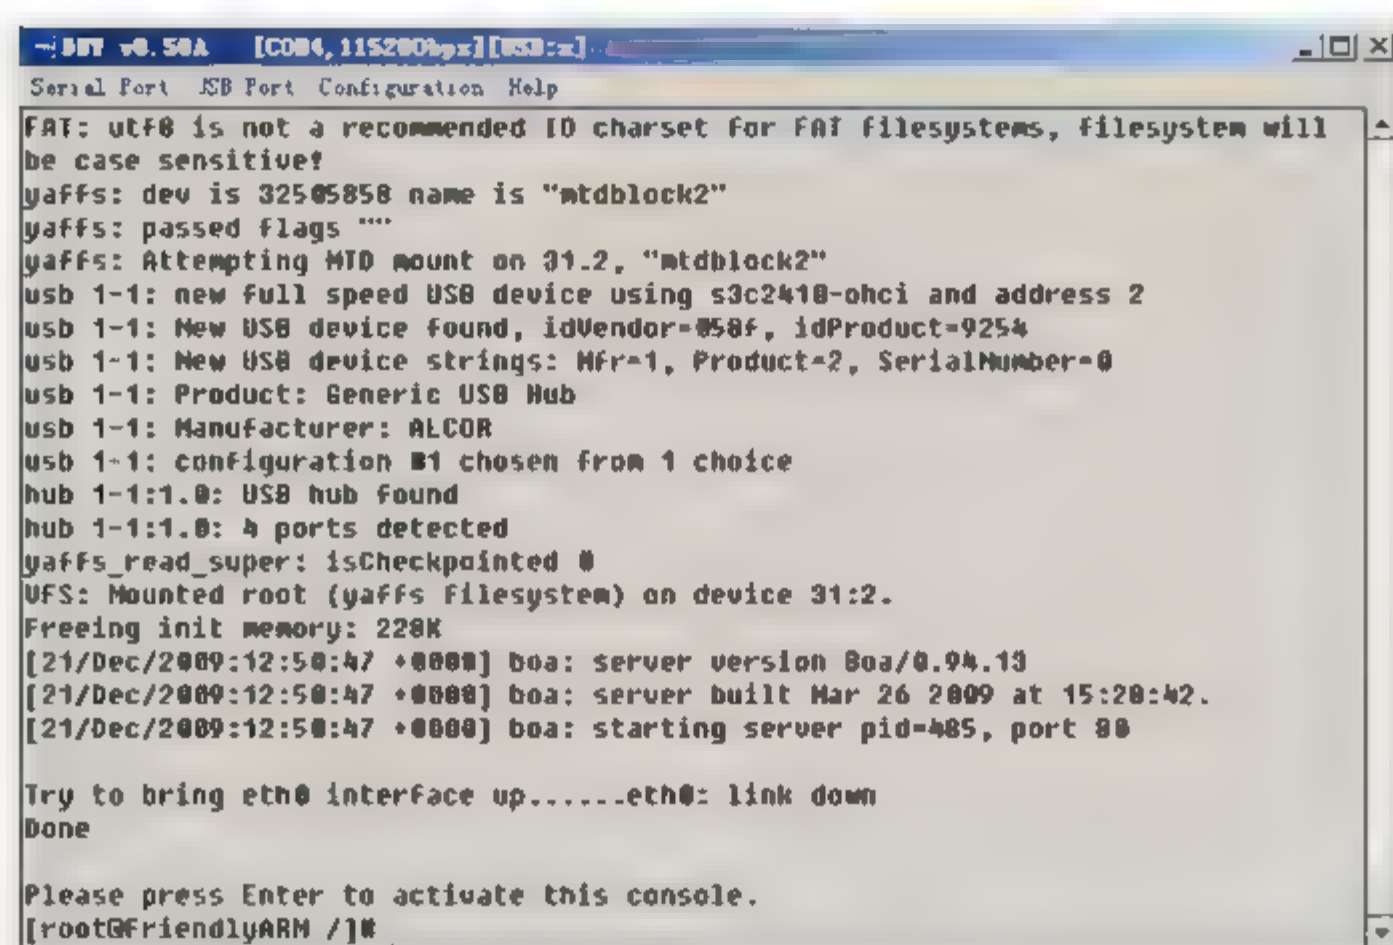 DNW v0.50A [COM4,115200bps][USB:x]
Serial Port USB Port Configuration Help
FAT: utf8 is not a recommended IO charset for FAT filesystems, filesystem will
be case sensitive!
yaffs: dev is 32505858 name is "mtdblock2"
yaffs: passed flags ""
yaffs: Attempting MTD mount on 31.2, "mtdblock2"
usb 1-1: new full speed USB device using s3c2410-ohci and address 2
usb 1-1: New USB device found, idVendor=058f, idProduct=9254
usb 1-1: New USB device strings: Mfr=1, Product=2, SerialNumber=0
usb 1-1: Product: Generic USB Hub
usb 1-1: Manufacturer: ALCOR
usb 1-1: configuration #1 chosen from 1 choice
hub 1-1:1.0: USB hub found
hub 1-1:1.0: 4 ports detected
yaffs_read_super: isCheckpointed 0
VFS: Mounted root (yaffs filesystem) on device 31:2.
Freeing init memory: 228K
[21/Dec/2009:12:50:47 +0000] boa: server version Boa/0.94.13
[21/Dec/2009:12:50:47 +0000] boa: server built Mar 26 2009 at 15:28:42.
[21/Dec/2009:12:50:47 +0000] boa: starting server pid=485, port 80
Try to bring eth0 interface up......eth0: link down
Done
Please press Enter to activate this console.
[root@FriendlyARM /]#